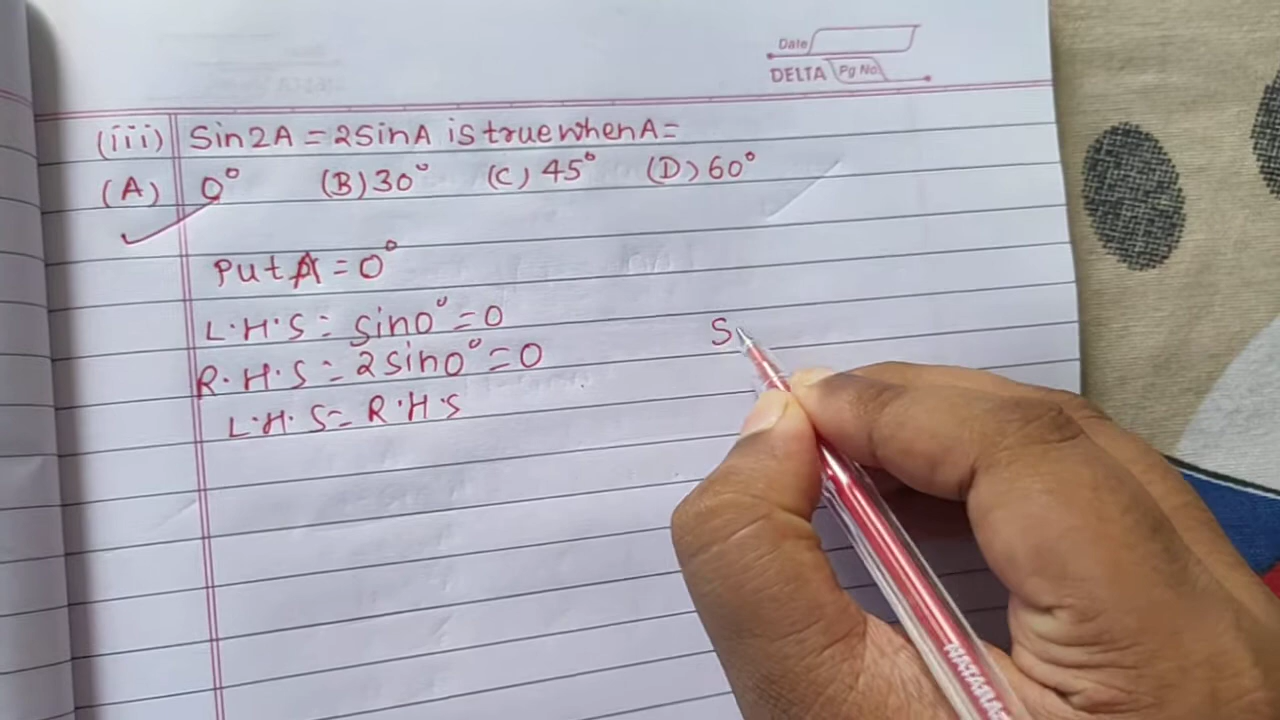 Date
DELTA Pg No.
(iii) Sin2A = 2SinA is true when A =
(A) 0° (B) 30° (C) 45° (D) 60°
Put A = 0°
L.H.S = Sin0° = 0
S
R.H.S = 2sin0° = 0
L.H.S = R.H.S
NATARAJ